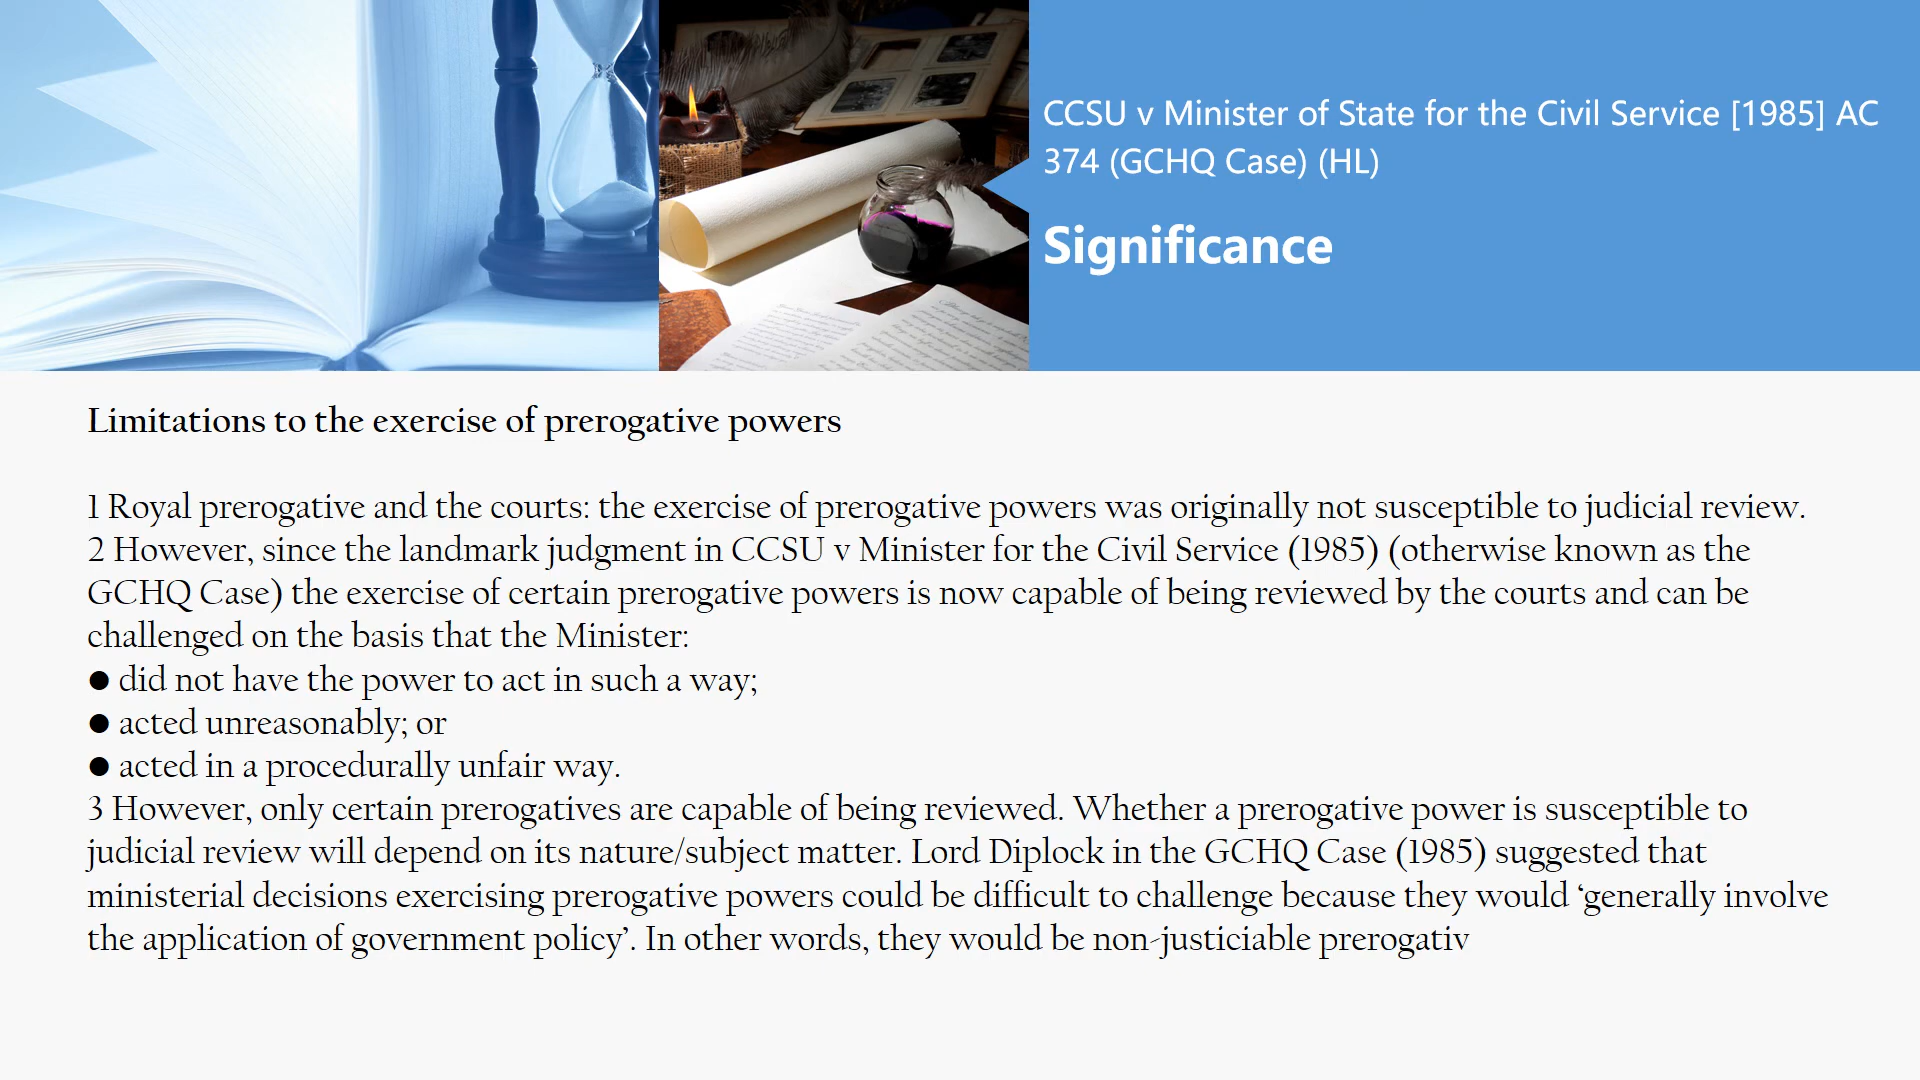 CCSU v Minister of State for the Civil Service [1985] AC
374 (GCHQ Case) (HL)
Significance
Limitations to the exercise of prerogative powers
1 Royal prerogative and the courts: the exercise of prerogative powers was originally not susceptible to judicial review.
2 However, since the landmark judgment in CCSU v Minister for the Civil Service (1985) (otherwise known as the
GCHQ Case) the exercise of certain prerogative powers is now capable of being reviewed by the courts and can be
challenged on the basis that the Minister:
● did not have the power to act in such a way;
● acted unreasonably; or
● acted in a procedurally unfair way.
3 However, only certain prerogatives are capable of being reviewed. Whether a prerogative power is susceptible to
judicial review will depend on its nature/subject matter. Lord Diplock in the GCHQ Case (1985) suggested that
ministerial decisions exercising prerogative powers could be difficult to challenge because they would ‘generally involve
the application of government policy’. In other words, they would be non-justiciable prerogativ